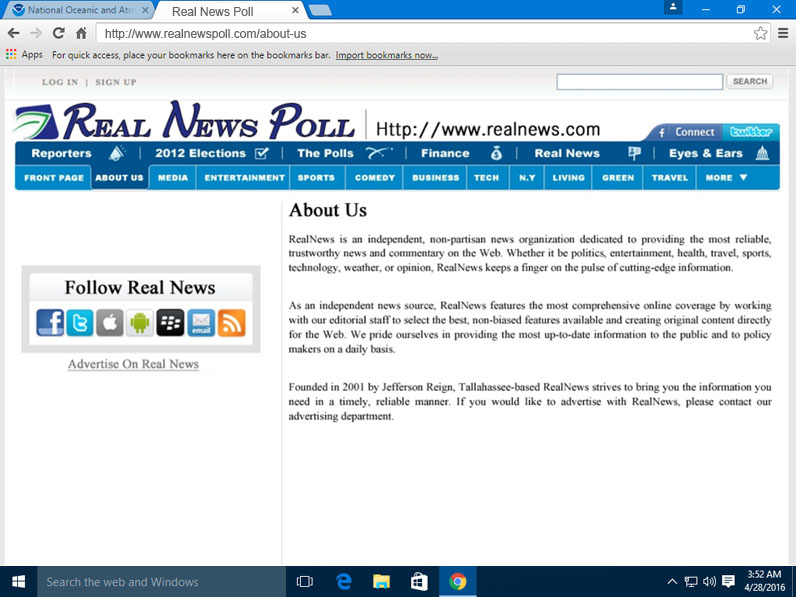 National Oceanic and Atm
Real News Poll
http://www.realnewspoll.com/about-us
Apps For quick access, place your bookmarks here on the bookmarks bar. Import bookmarks now...
LOG IN | SIGN UP
SEARCH
REAL NEWS POLL
Http://www.realnews.com
f Connect
twitter
Reporters | 2012 Elections | The Polls | Finance | Real News | Eyes & Ears
FRONT PAGE ABOUT US MEDIA ENTERTAINMENT SPORTS COMEDY BUSINESS TECH N.Y LIVING GREEN TRAVEL MORE ▼
About Us
RealNews is an independent, non-partisan news organization dedicated to providing the most reliable,
trustworthy news and commentary on the Web. Whether it be politics, entertainment, health, travel, sports,
technology, weather, or opinion, RealNews keeps a finger on the pulse of cutting-edge information.
As an independent news source, RealNews features the most comprehensive online coverage by working
with our editorial staff to select the best, non-biased features available and creating original content directly
for the Web. We pride ourselves in providing the most up-to-date information to the public and to policy
makers on a daily basis.
Founded in 2001 by Jefferson Reign, Tallahassee-based RealNews strives to bring you the information you
need in a timely, reliable manner. If you would like to advertise with RealNews, please contact our
advertising department.
Follow Real News
email
Advertise On Real News
Search the web and Windows
3:52 AM
4/28/2016